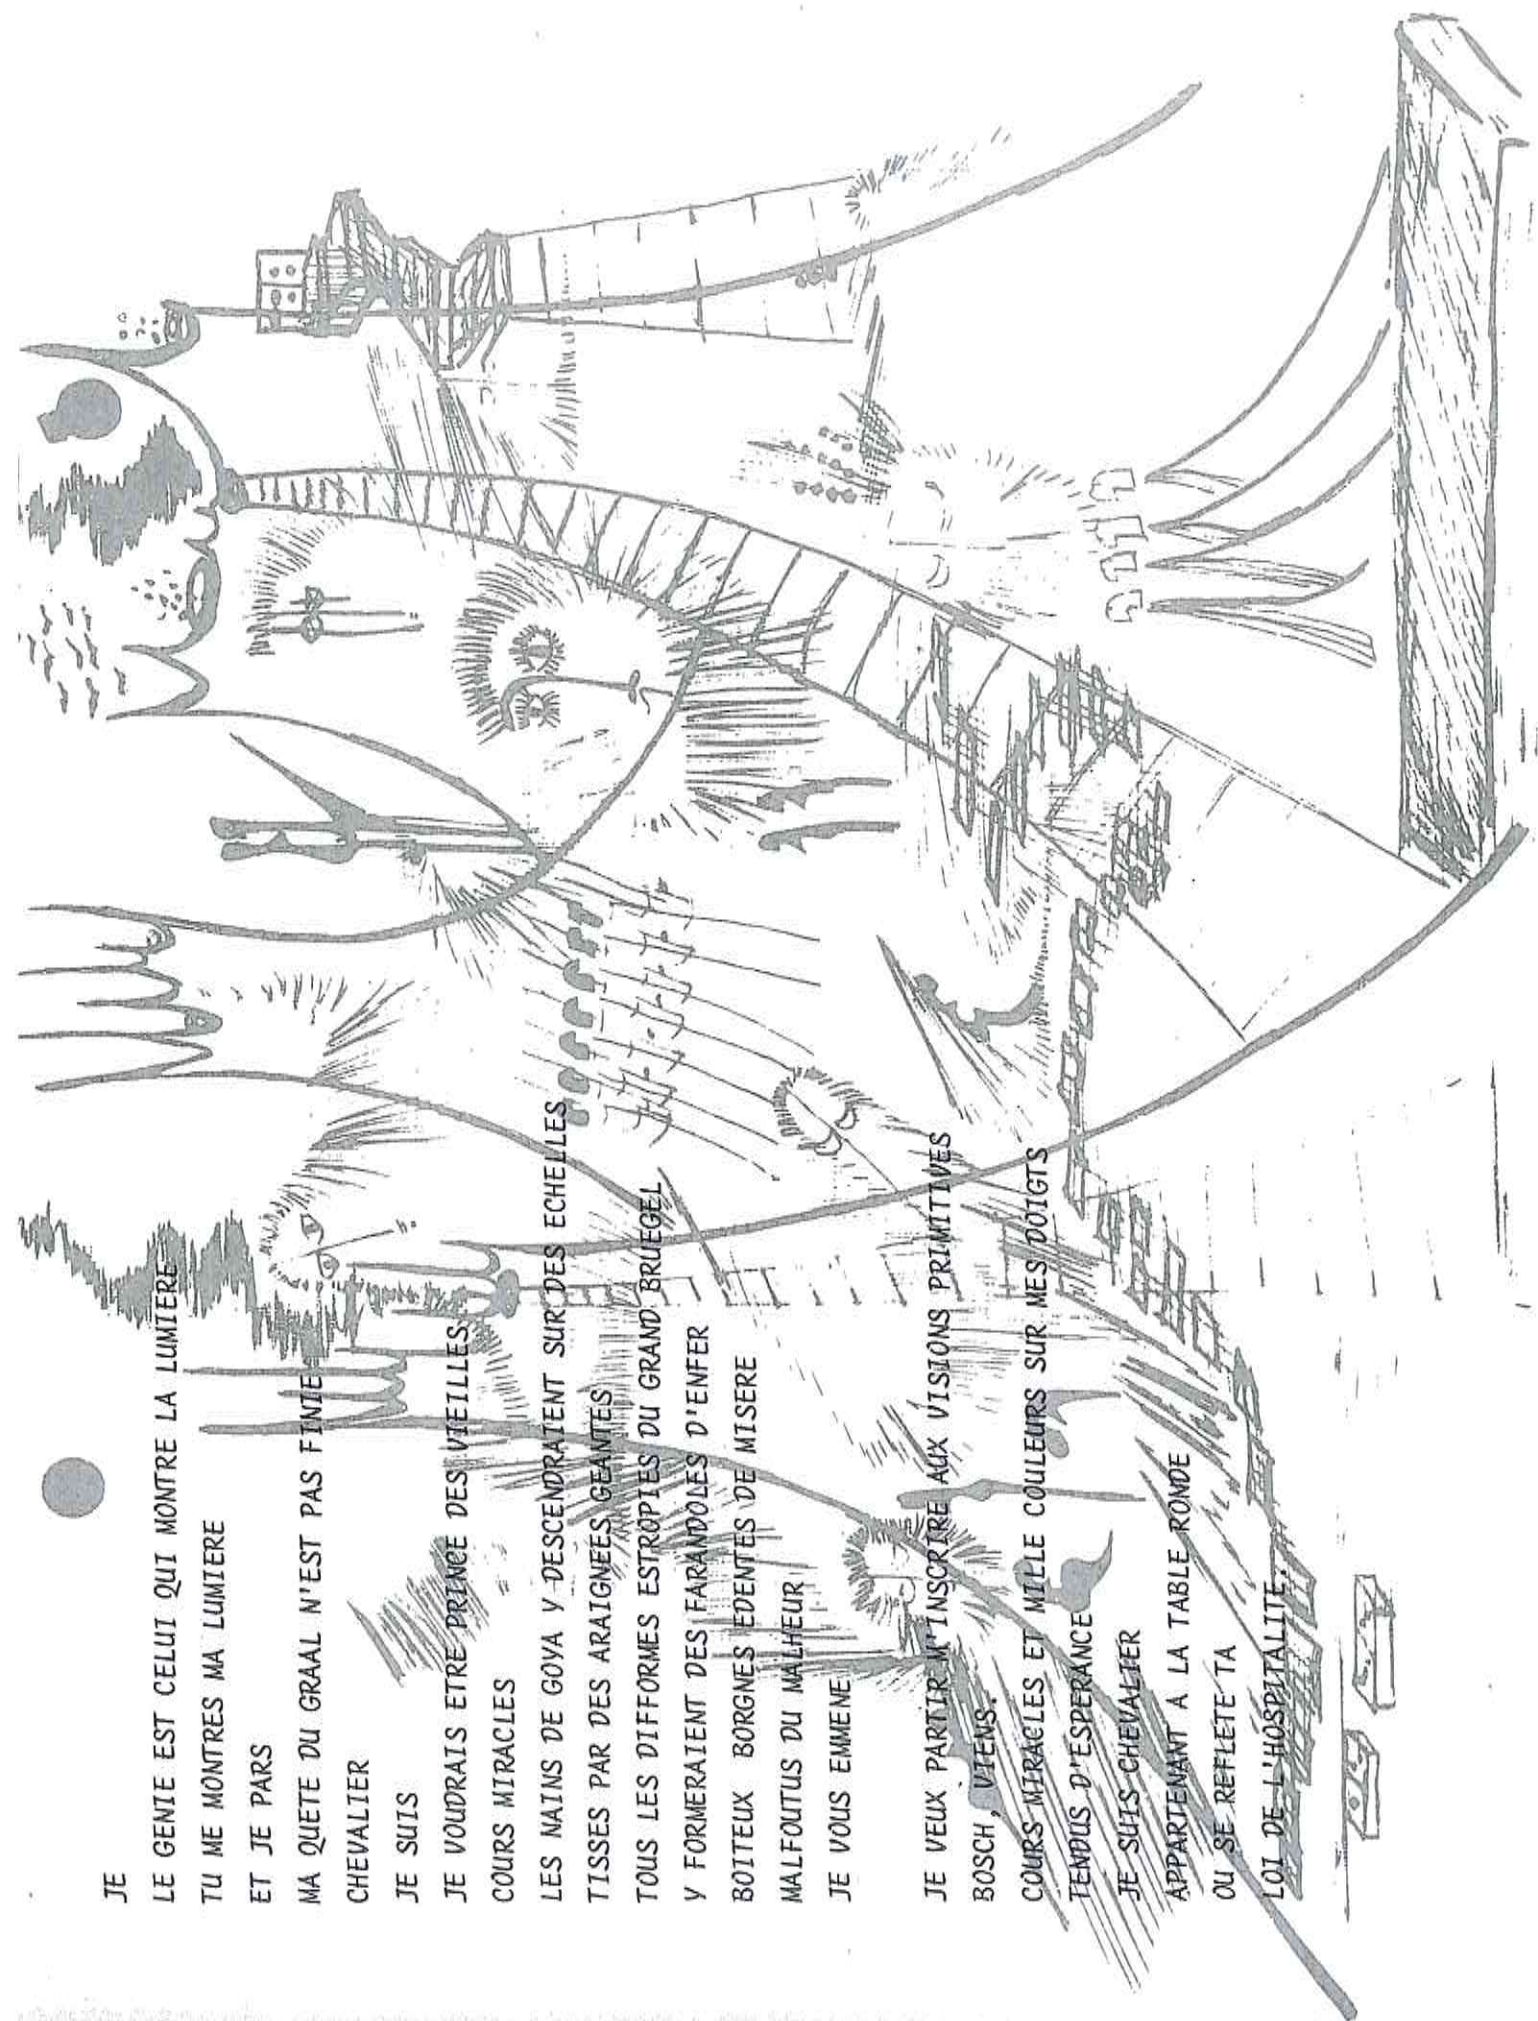 JE
LE GENIE EST CELUI QUI MONTRE LA LUMIERE
TU ME MONTRES MA LUMIERE
ET JE PARS
MA QUETE DU GRAAL N'EST PAS FINIE
CHEVALIER
JE SUIS
JE VOUDRAIS ETRE PRINCE DES VIEILLES
COURS MIRACLES
LES NAINS DE GOYA Y DESCENDRAIENT SUR DES ECHELLES
TISSES PAR DES ARAIGNEES GEANTES
TOUS LES DIFFORMES ESTROPIES DU GRAND BRUEGEL
Y FORMERAIENT DES FARANDOLES D'ENFER
BOITEUX BORGNES EDENTES DE MISERE
MALFOUTUS DU MALHEUR
JE VOUS EMMENE
JE VEUX PARTIR M'INSCRIRE AUX VISIONS PRIMITIVES
BOSCH, VIENS.
COURS MIRACLES ET MILLE COULEURS SUR MES DOIGTS
TENDUS D'ESPERANCE
JE SUIS CHEVALIER
APPARTENANT A LA TABLE RONDE
OU SE REFLETE TA
LOI DE L'HOSPITALITE.